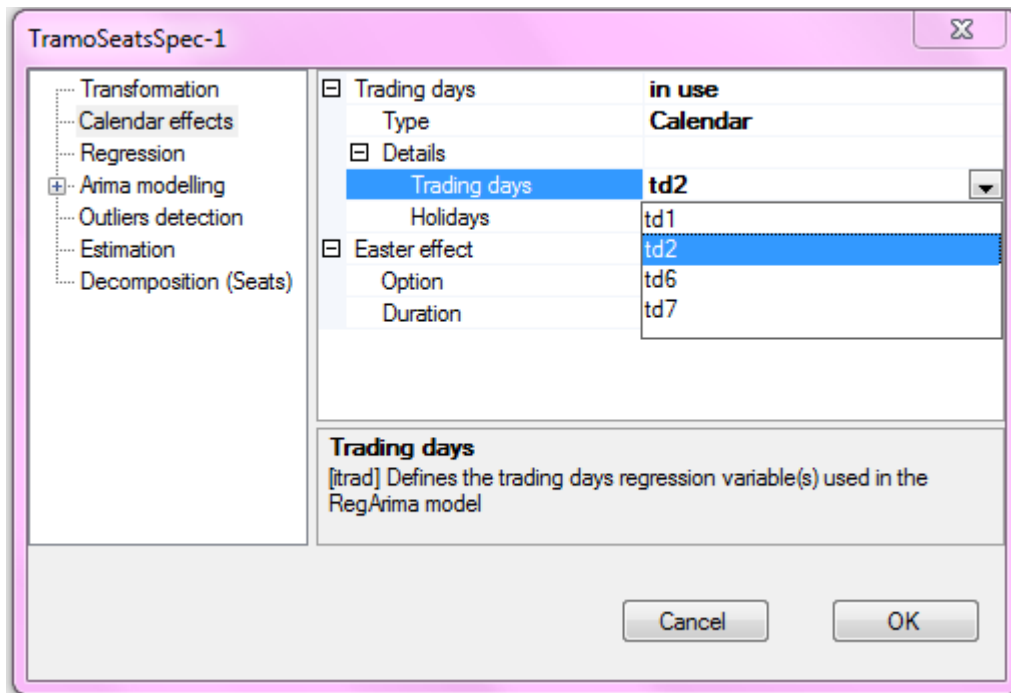 TramoSeatsSpec-1
Transformation
Calendar effects
Regression
Arima modelling
Outliers detection
Estimation
Decomposition (Seats)
Trading days in use
Type Calendar
Details
Trading days td2
Holidays
Easter effect
Option
Duration
td1
td2
td6
td7
Trading days
[itrad] Defines the trading days regression variable(s) used in the
RegArima model
Cancel OK